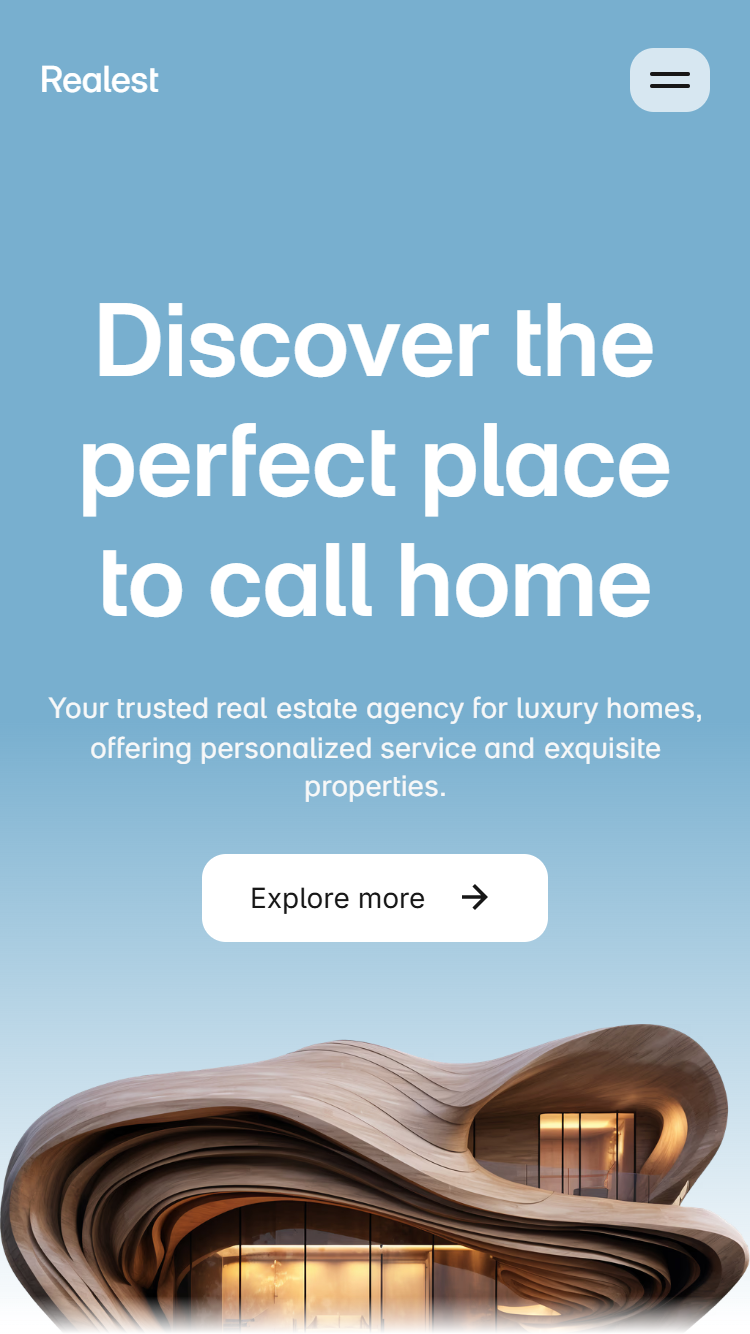 Realest
Discover the
perfect place
to call home
Your trusted real estate agency for luxury homes,
offering personalized service and exquisite
properties.
Explore more